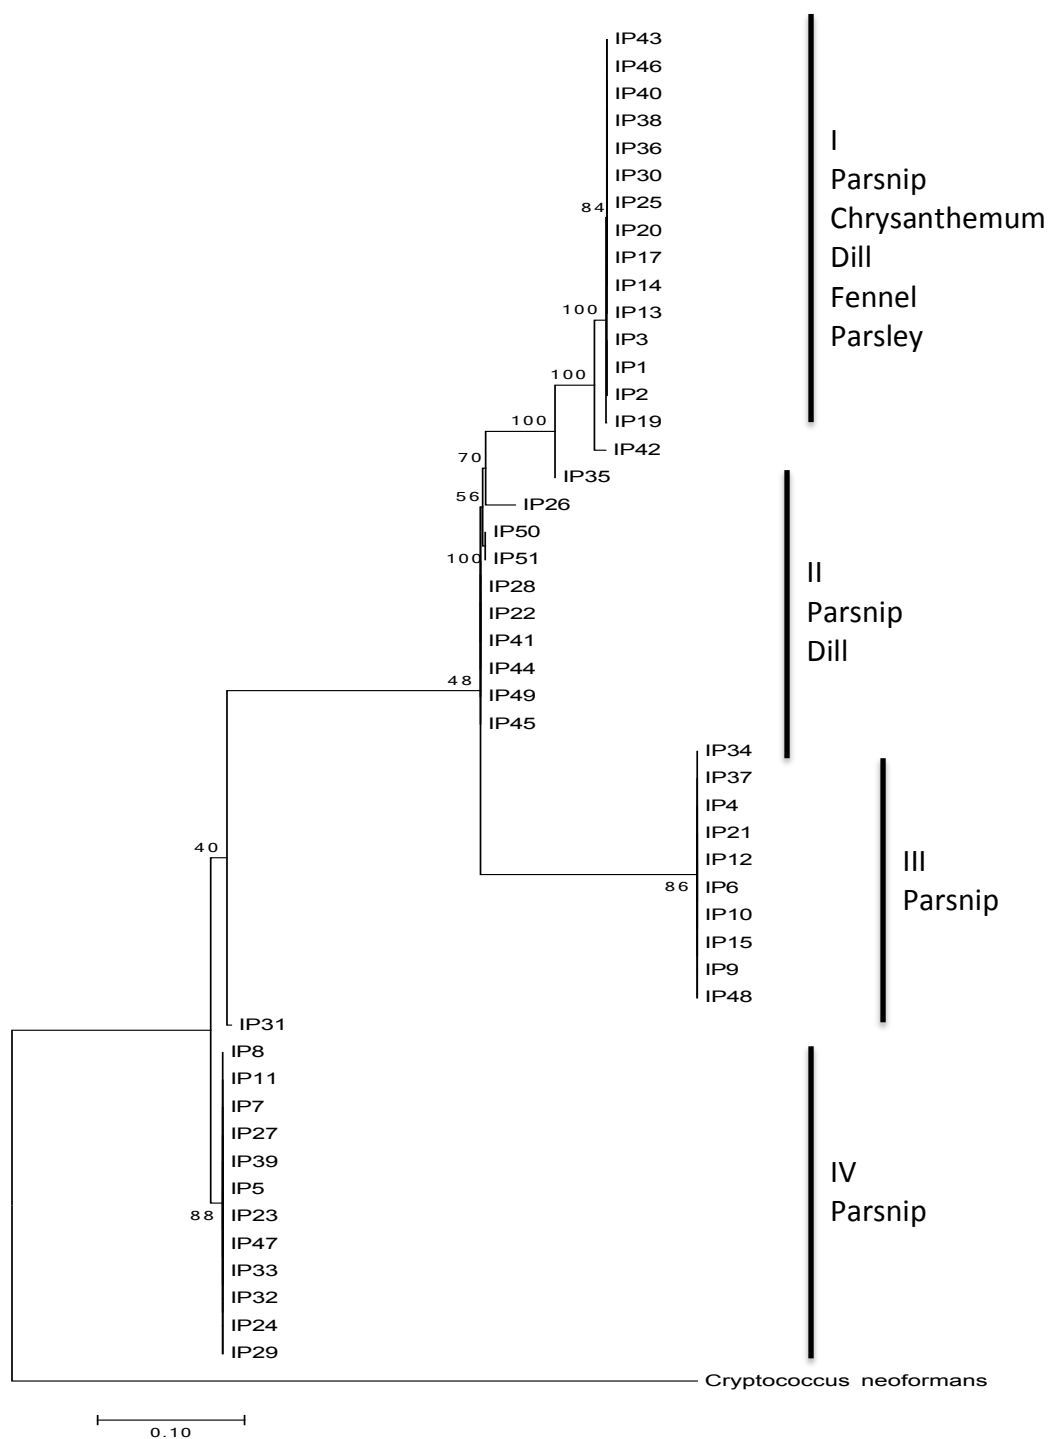 IP43
IP46
IP40
IP38
IP36
IP30
IP25
IP20
IP17
IP14
IP13
IP3
IP1
IP2
IP19
IP42
IP35
IP26
IP50
IP51
IP28
IP22
IP41
IP44
IP49
IP45
IP34
IP37
IP4
IP21
IP12
IP6
IP10
IP15
IP9
IP48
IP31
IP8
IP11
IP7
IP27
IP39
IP5
IP23
IP47
IP33
IP32
IP24
IP29
Cryptococcus neoformans
84
100
100
100
70
56
100
48
86
40
88
0.10
I
Parsnip
Chrysanthemum
Dill
Fennel
Parsley
II
Parsnip
Dill
III
Parsnip
IV
Parsnip